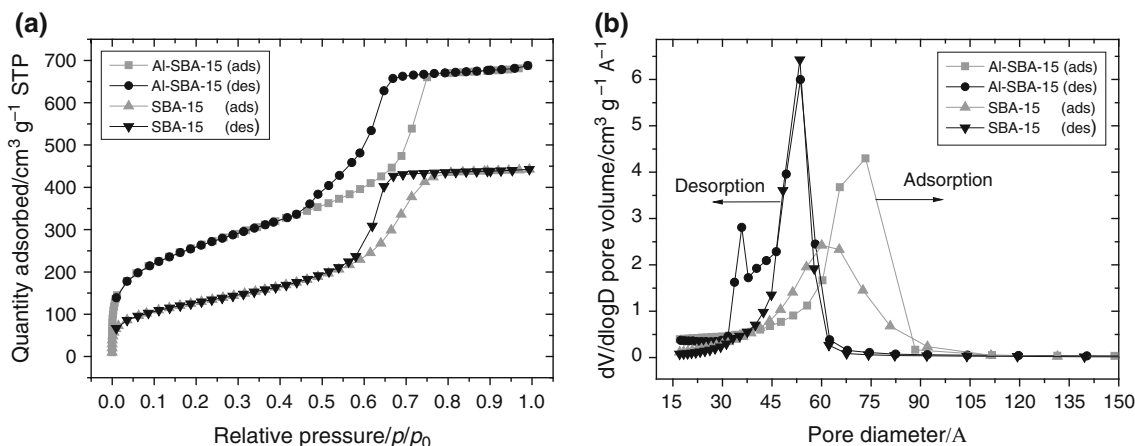 (a)
Quantity adsorbed/cm³ g⁻¹ STP
700
600
500
400
300
200
100
0
Al-SBA-15 (ads)
Al-SBA-15 (des)
SBA-15 (ads)
SBA-15 (des)
0.0 0.1 0.2 0.3 0.4 0.5 0.6 0.7 0.8 0.9 1.0
Relative pressure/p/p₀
(b)
dV/dlogD pore volume/cm³ g⁻¹ A⁻¹
6
5
4
3
2
1
0
Al-SBA-15 (ads)
Al-SBA-15 (des)
SBA-15 (ads)
SBA-15 (des)
Desorption
Adsorption
15 30 45 60 75 90 105 120 135 150
Pore diameter/A